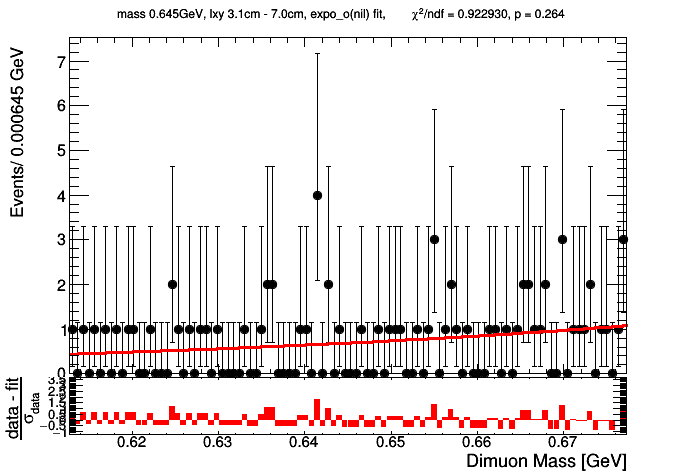 mass 0.645GeV, lxy 3.1cm - 7.0cm, expo_o(nil) fit, χ²/ndf = 0.922930, p = 0.264
Events/ 0.000645 GeV
7
6
5
4
3
2
1
0
data - fit
σdata
0.62
0.63
0.64
0.65
0.66
0.67
Dimuon Mass [GeV]